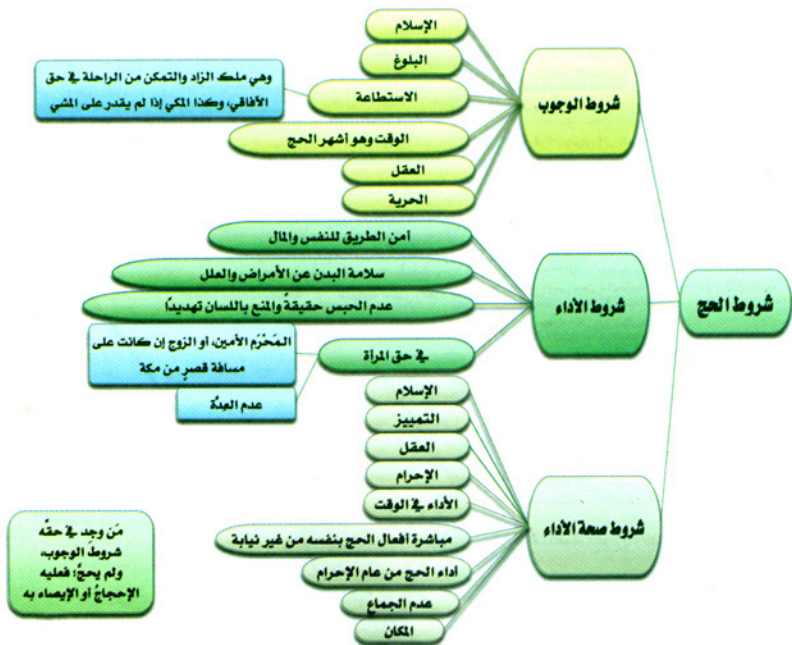 شروط الحج
شروط الوجوب
الإسلام
البلوغ
الاستطاعة
وهي ملك الزاد والتمكن من الراحلة في حق
الأفاقي، وكذا المكي إذا لم يقدر على المشي
الوقت وهو أشهر الحج
العقل
الحرية
شروط الأداء
أمن الطريق للنفس والمال
سلامة البدن عن الأمراض والعلل
عدم الحبس حقيقةً والمنع باللسان تهديدًا
في حق المرأة
المَحْرَم الأمين، أو الزوج إن كانت على
مسافة قصرٍ من مكة
عدم العِدَّة
شروط صحة الأداء
الإسلام
التمييز
العقل
الإحرام
الأداء في الوقت
مباشرة أفعال الحج بنفسه من غير نيابة
أداء الحج من عام الإحرام
عدم الجماع
المكان
مَن وجد في حقّه
شروطَ الوجوب،
ولم يحجَّ؛ فعليه
الإحجاجُ أو الإيصاء به